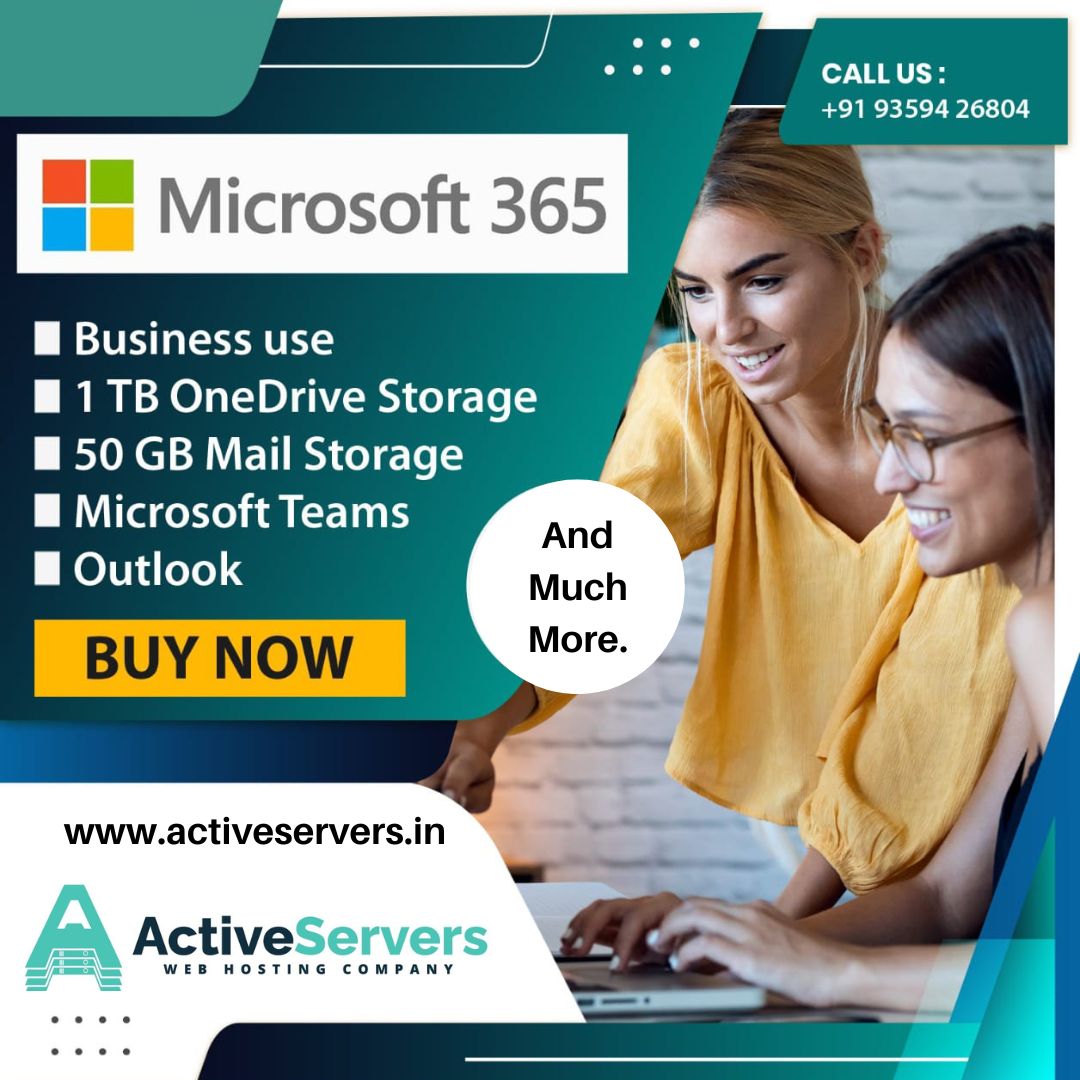 CALL US :
+91 93594 26804
Microsoft 365
Business use
1 TB OneDrive Storage
50 GB Mail Storage
Microsoft Teams
Outlook
And
Much
More.
BUY NOW
www.activeservers.in
ActiveServers
WEB HOSTING COMPANY